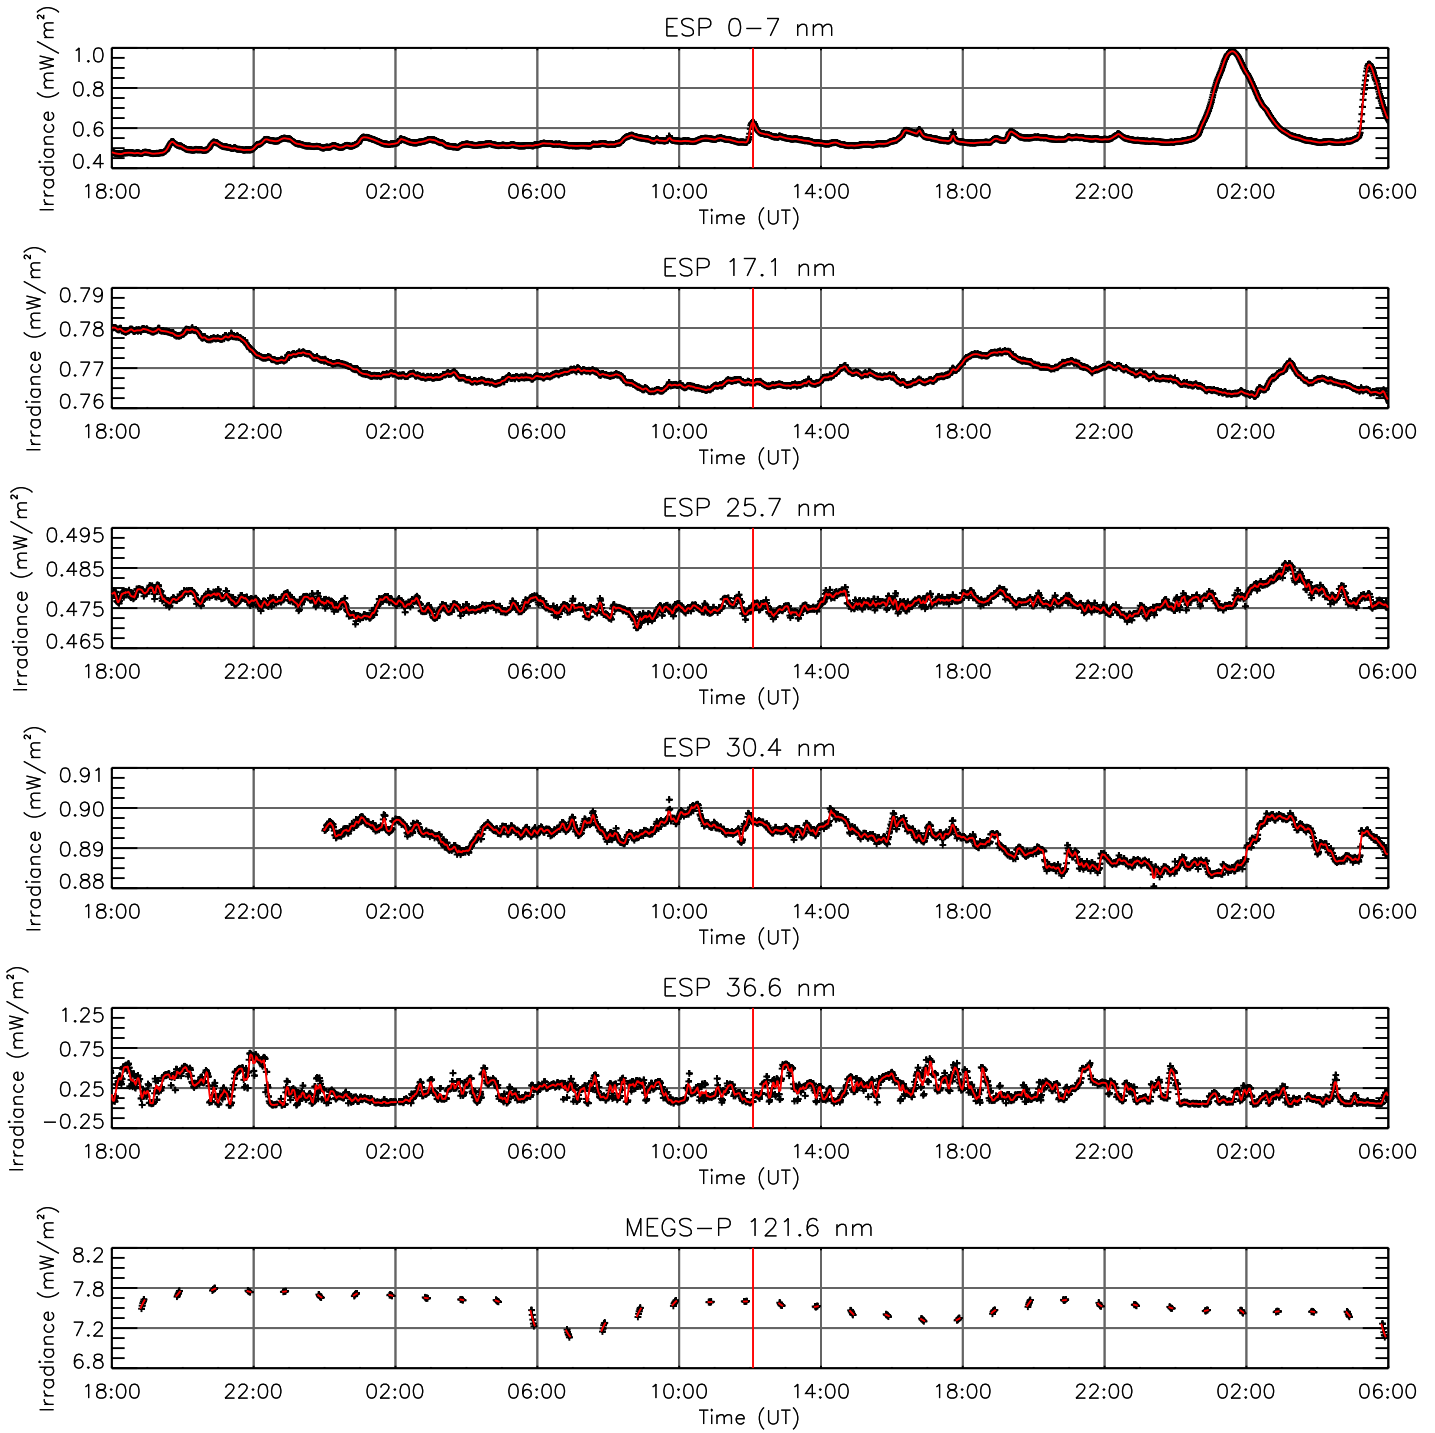 ESP 0−7 nm
Irradiance (mW/m²)
1.0
0.8
0.6
0.4
18:00 22:00 02:00 06:00 10:00 14:00 18:00 22:00 02:00 06:00
Time (UT)
ESP 17.1 nm
Irradiance (mW/m²)
0.79
0.78
0.77
0.76
18:00 22:00 02:00 06:00 10:00 14:00 18:00 22:00 02:00 06:00
Time (UT)
ESP 25.7 nm
Irradiance (mW/m²)
0.495
0.485
0.475
0.465
18:00 22:00 02:00 06:00 10:00 14:00 18:00 22:00 02:00 06:00
Time (UT)
ESP 30.4 nm
Irradiance (mW/m²)
0.91
0.90
0.89
0.88
18:00 22:00 02:00 06:00 10:00 14:00 18:00 22:00 02:00 06:00
Time (UT)
ESP 36.6 nm
Irradiance (mW/m²)
1.25
0.75
0.25
−0.25
18:00 22:00 02:00 06:00 10:00 14:00 18:00 22:00 02:00 06:00
Time (UT)
MEGS−P 121.6 nm
Irradiance (mW/m²)
8.2
7.8
7.2
6.8
18:00 22:00 02:00 06:00 10:00 14:00 18:00 22:00 02:00 06:00
Time (UT)